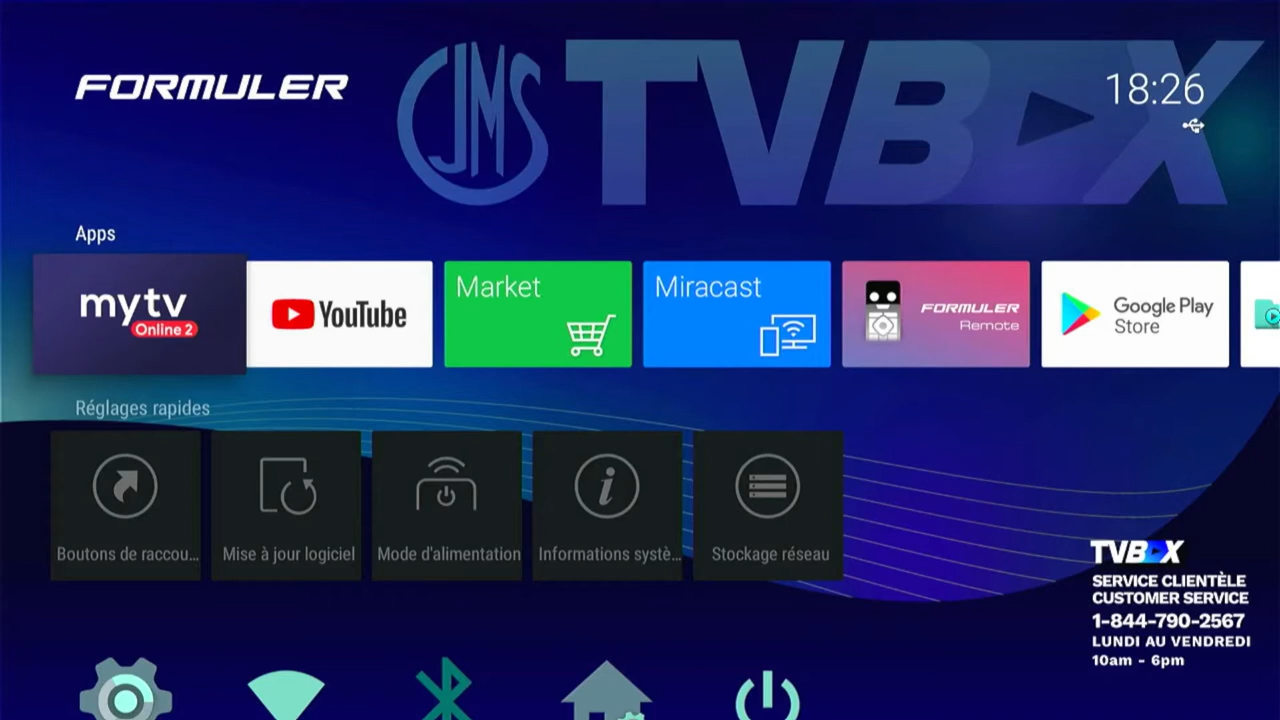 FORMULER
JMS TVBOX
18:26
Apps
mytv
Online 2
YouTube
Market
Miracast
FORMULER
Remote
Google Play
Store
Réglages rapides
Boutons de raccou...
Mise à jour logiciel
Mode d'alimentation
Informations systè...
Stockage réseau
TVBOX
SERVICE CLIENTÈLE
CUSTOMER SERVICE
1-844-790-2567
LUNDI AU VENDREDI
10am - 6pm